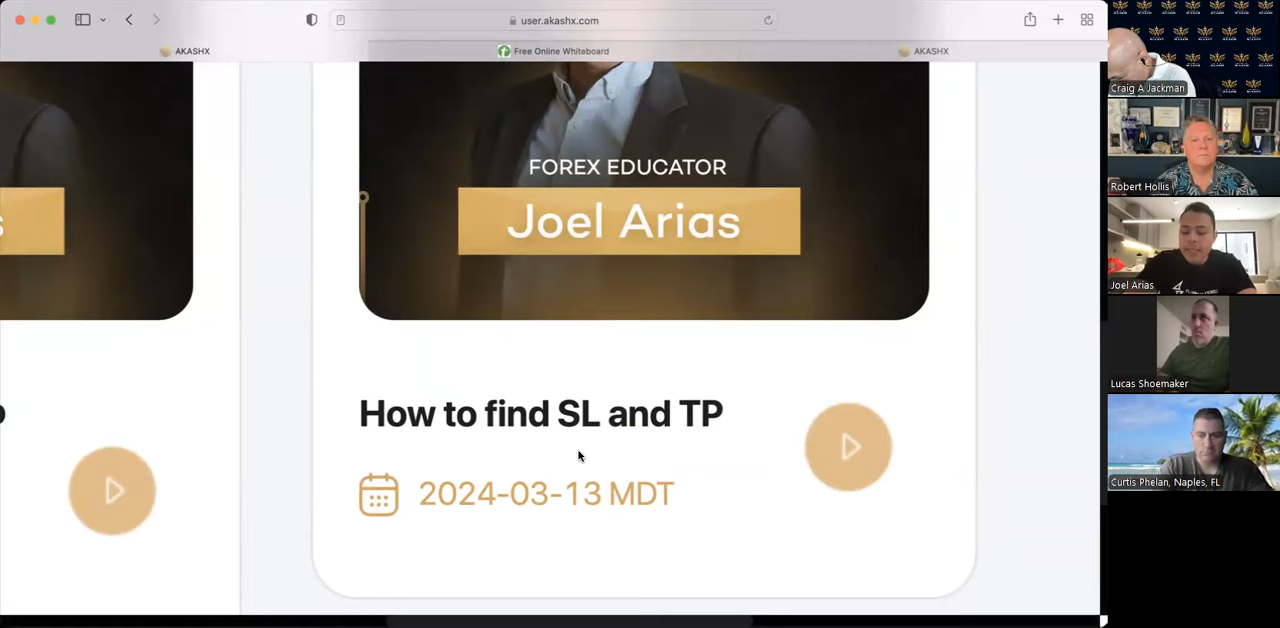 user.akashx.com
AKASHX
Free Online Whiteboard
AKASHX
FOREX EDUCATOR
Joel Arias
s
How to find SL and TP
2024-03-13 MDT
Craig A Jackman
Robert Hollis
Joel Arias
Lucas Shoemaker
Curtis Phelan, Naples, FL